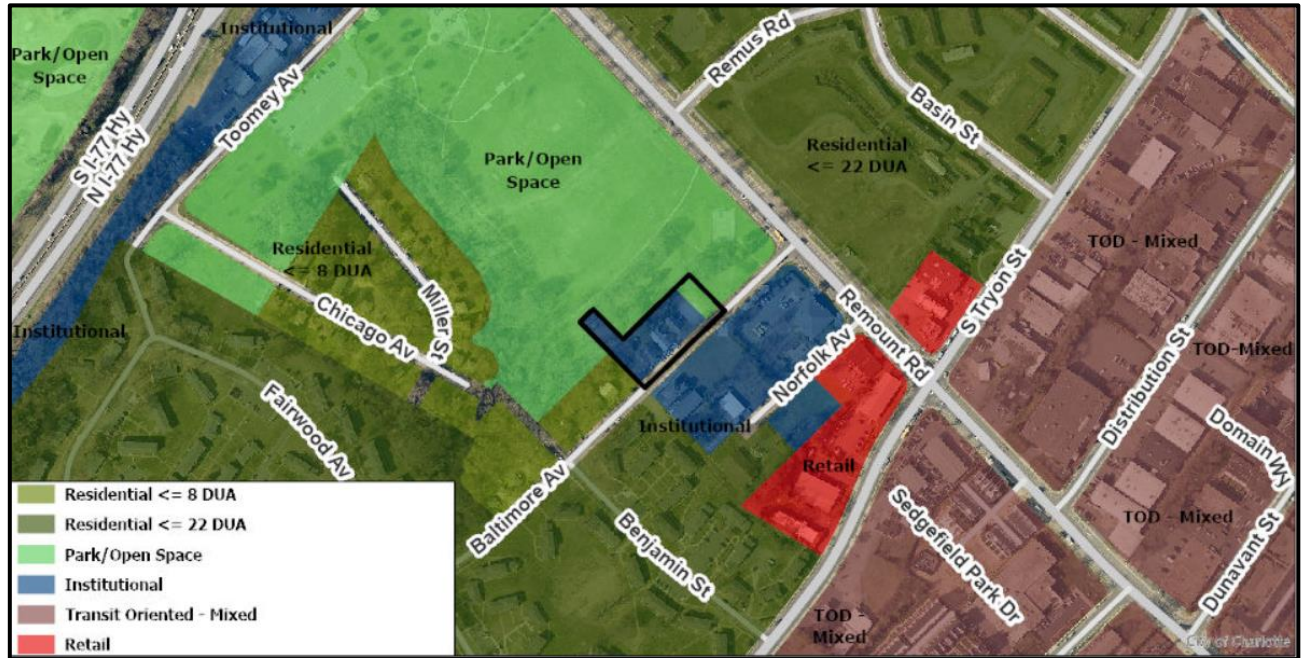 Institutional
Park/Open
Space
S I-77 Hy
N I-77 Hy
Toomey Av
Remus Rd
Basin St
Park/Open
Space
Residential
<= 22 DUA
TOD - Mixed
Residential
<= 8 DUA
Miller St
Chicago Av
Institutional
Remount Rd
S Tryon St
Norfolk Av
Distribution St
TOD-Mixed
Fairwood Av
Institutional
Retail
Domain Wy
Baltimore Av
Benjamin St
Sedgefield Park Dr
TOD - Mixed
Dunavant St
TOD -
Mixed
City of Charlotte
Residential <= 8 DUA
Residential <= 22 DUA
Park/Open Space
Institutional
Transit Oriented - Mixed
Retail